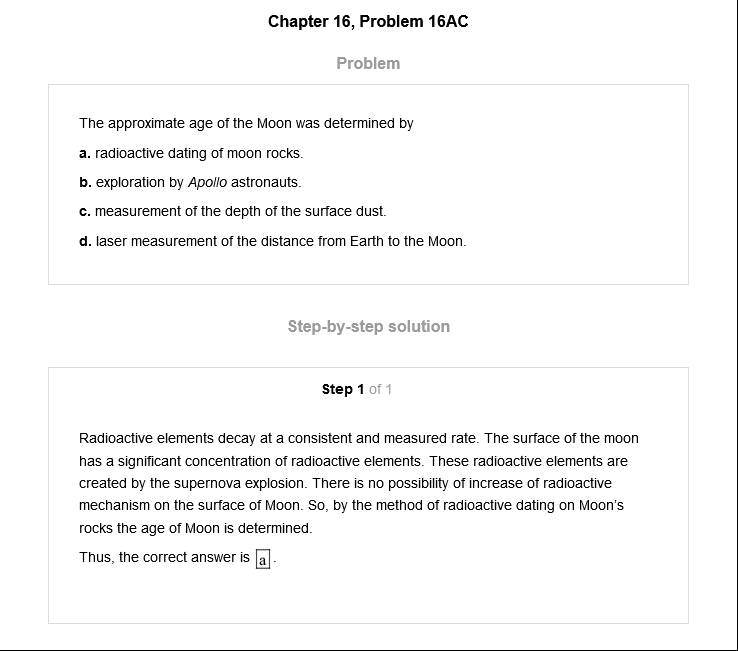 Chapter 16, Problem 16AC
Problem
The approximate age of the Moon was determined by
a. radioactive dating of moon rocks.
b. exploration by Apollo astronauts.
c. measurement of the depth of the surface dust.
d. laser measurement of the distance from Earth to the Moon.
Step-by-step solution
Step 1 of 1
Radioactive elements decay at a consistent and measured rate. The surface of the moon
has a significant concentration of radioactive elements. These radioactive elements are
created by the supernova explosion. There is no possibility of increase of radioactive
mechanism on the surface of Moon. So, by the method of radioactive dating on Moon's
rocks the age of Moon is determined.
Thus, the correct answer is a.